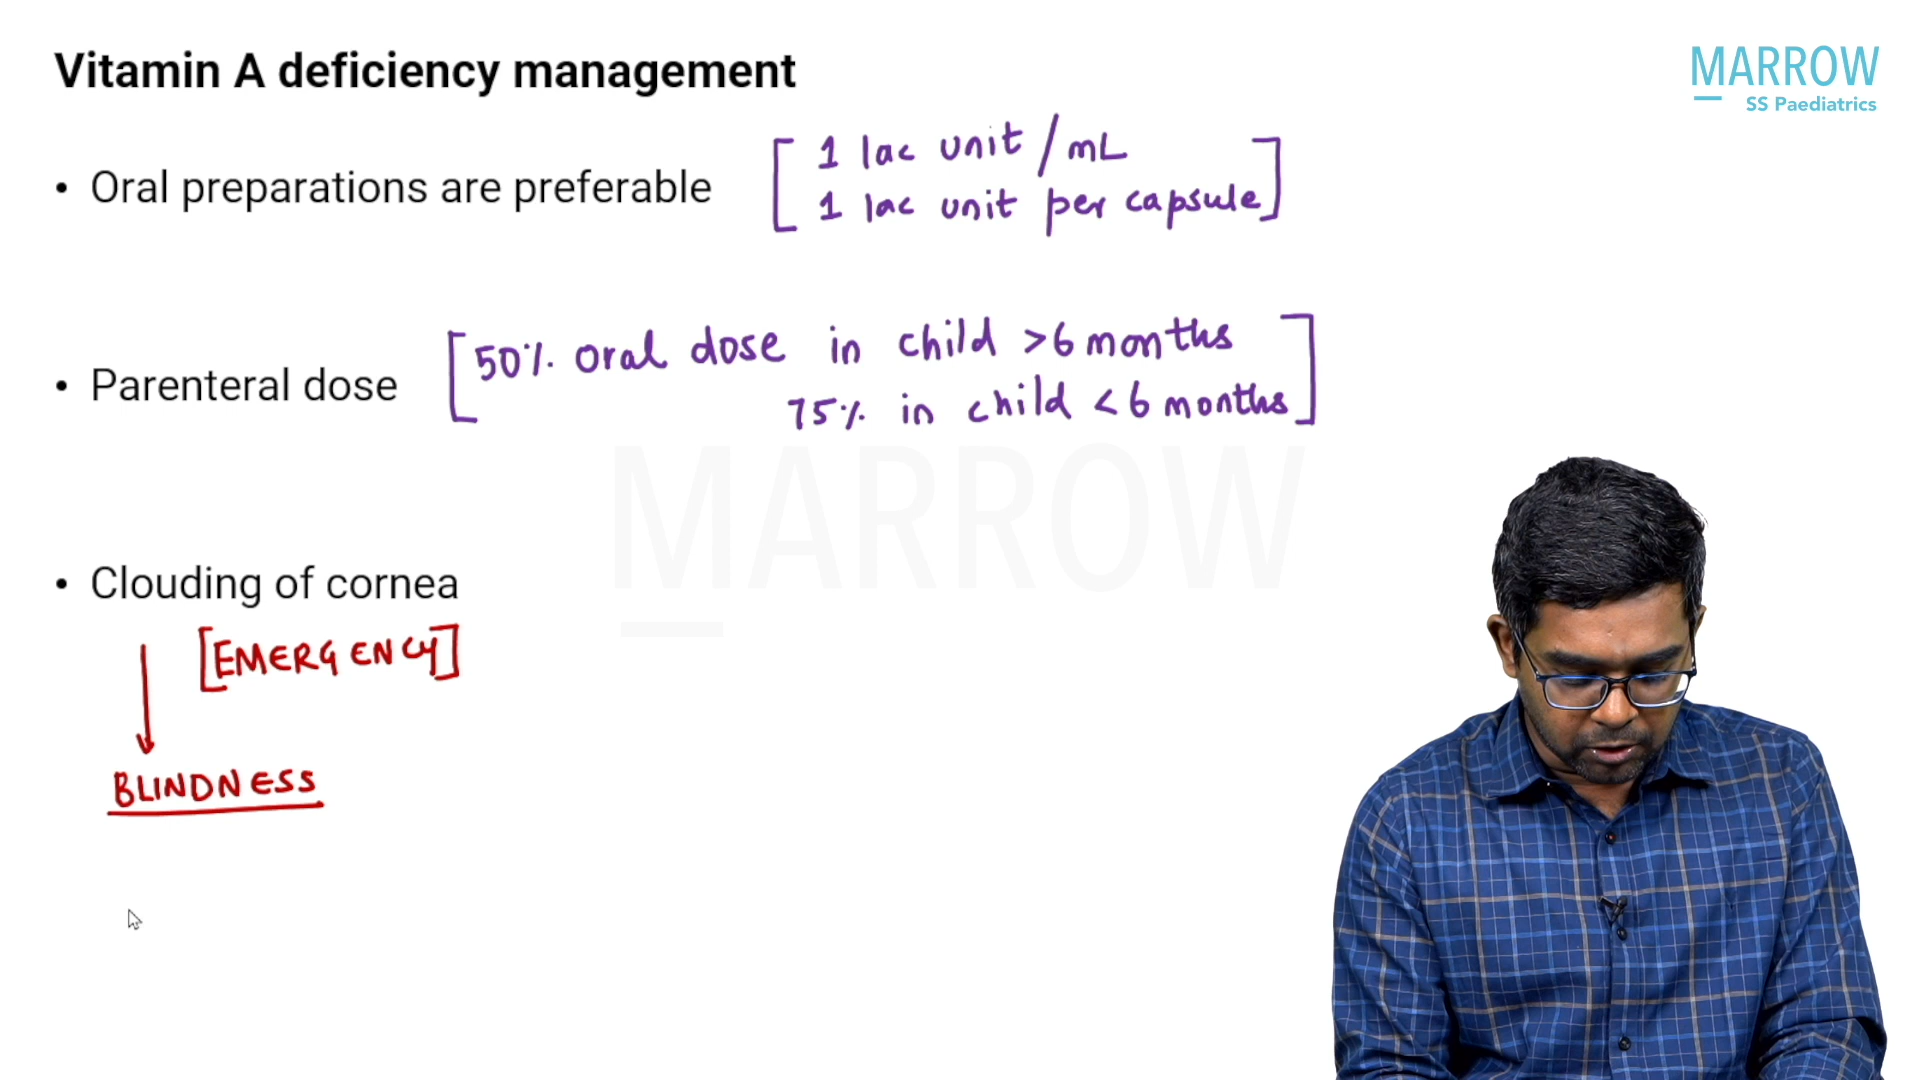 Vitamin A deficiency management
MARROW
SS Paediatrics
• Oral preparations are preferable
[ 1 lac unit / mL
1 lac unit per capsule ]
• Parenteral dose
[ 50% oral dose in child >6 months
75% in child <6 months ]
MARROW
• Clouding of cornea
[EMERGENCY]
BLINDNESS